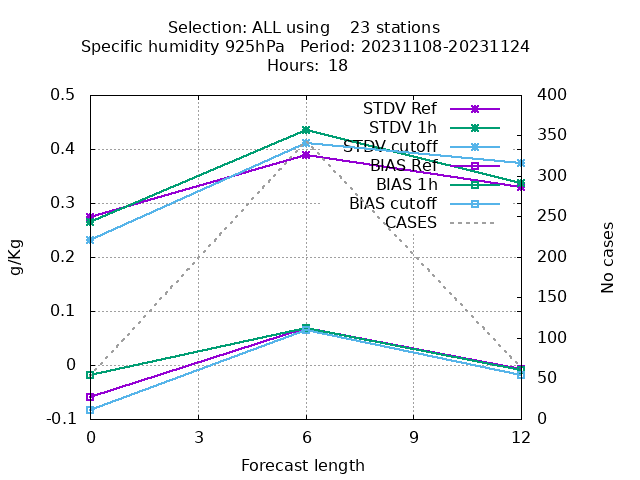 Selection: ALL using 23 stations
Specific humidity 925hPa Period: 20231108-20231124
Hours: 18
0.5
0.4
0.3
0.2
0.1
0
-0.1
g/Kg
STDV Ref
STDV 1h
STDV cutoff
BIAS Ref
BIAS 1h
BIAS cutoff
CASES
400
350
300
250
200
150
100
50
0
No cases
0 3 6 9 12
Forecast length